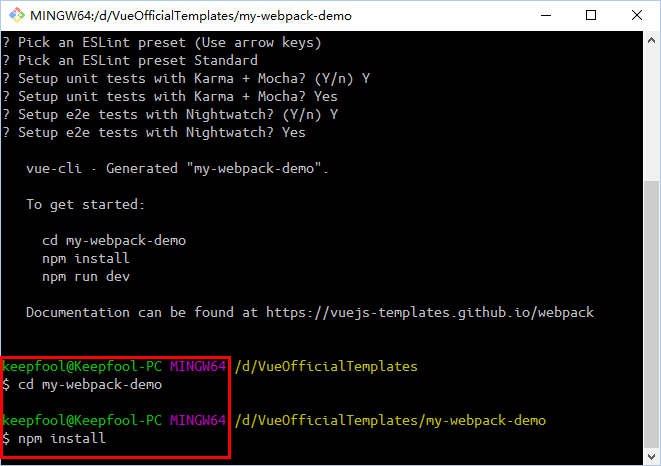 MINGW64:/d/VueOfficialTemplates/my-webpack-demo
? Pick an ESLint preset (Use arrow keys)
? Pick an ESLint preset Standard
? Setup unit tests with Karma + Mocha? (Y/n) Y
? Setup unit tests with Karma + Mocha? Yes
? Setup e2e tests with Nightwatch? (Y/n) Y
? Setup e2e tests with Nightwatch? Yes
vue-cli · Generated "my-webpack-demo".
To get started:
cd my-webpack-demo
npm install
npm run dev
Documentation can be found at https://vuejs-templates.github.io/webpack
keepfool@Keepfool-PC MINGW64 /d/VueOfficialTemplates
$ cd my-webpack-demo
keepfool@Keepfool-PC MINGW64 /d/VueOfficialTemplates/my-webpack-demo
$ npm install